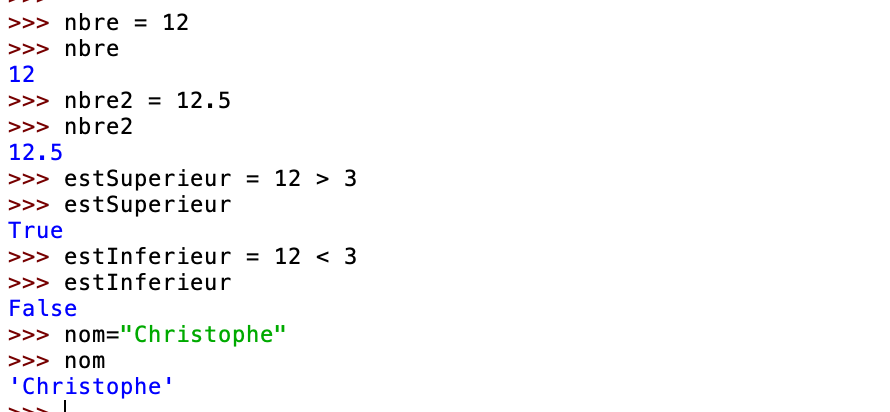 >>> nbre = 12
>>> nbre
12
>>> nbre2 = 12.5
>>> nbre2
12.5
>>> estSuperieur = 12 > 3
>>> estSuperieur
True
>>> estInferieur = 12 < 3
>>> estInferieur
False
>>> nom="Christophe"
>>> nom
'Christophe'
>>>